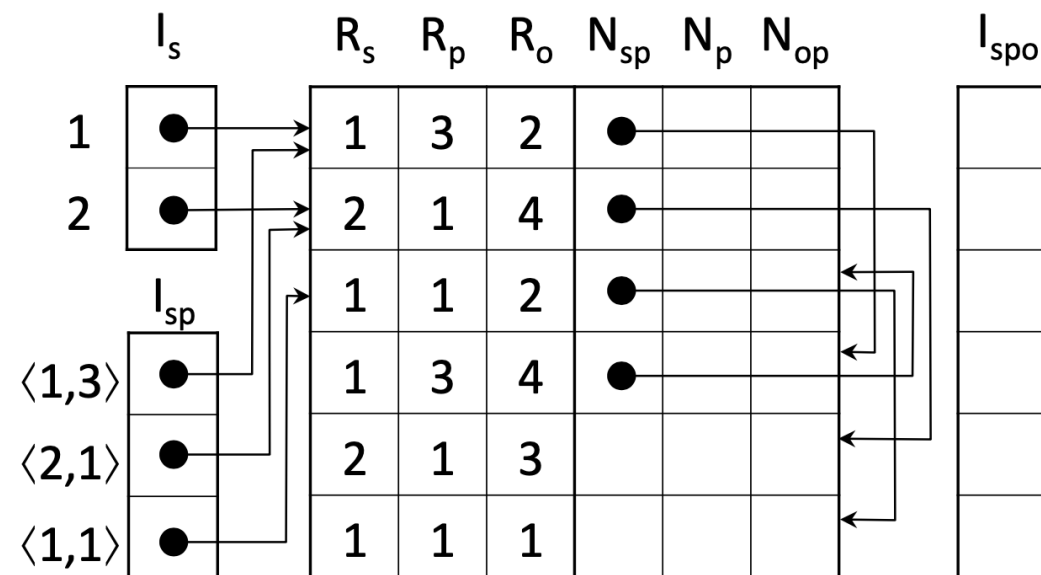 Is Rs Rp Ro Nsp Np Nop Ispo
1 1 3 2
2 2 1 4
Isp 1 1 2
⟨1,3⟩ 1 3 4
⟨2,1⟩ 2 1 3
⟨1,1⟩ 1 1 1